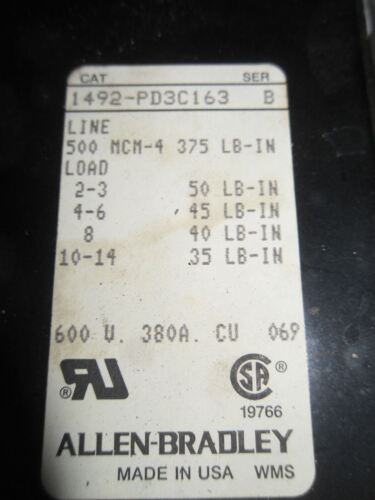 CAT SER
1492-PD3C163 B
LINE
500 MCM-4 375 LB-IN
LOAD
2-3 50 LB-IN
4-6 45 LB-IN
8 40 LB-IN
10-14 35 LB-IN
600 V. 380A. CU 069
® RU SA ®
19766
ALLEN-BRADLEY
MADE IN USA WMS